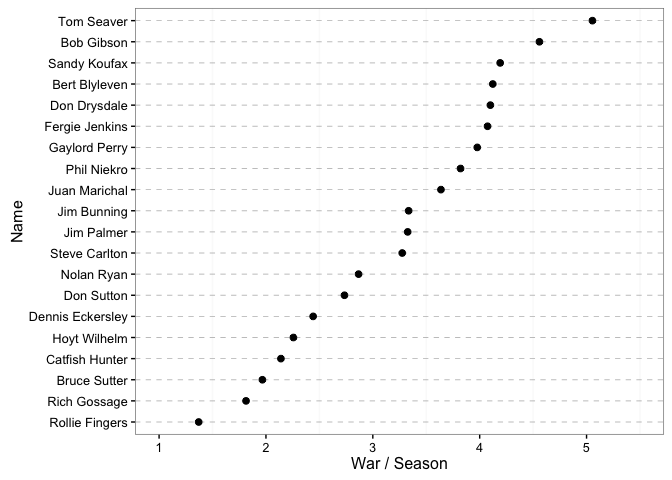 Tom Seaver
Bob Gibson
Sandy Koufax
Bert Blyleven
Don Drysdale
Fergie Jenkins
Gaylord Perry
Phil Niekro
Juan Marichal
Jim Bunning
Jim Palmer
Steve Carlton
Nolan Ryan
Don Sutton
Dennis Eckersley
Hoyt Wilhelm
Catfish Hunter
Bruce Sutter
Rich Gossage
Rollie Fingers
Name
1 2 3 4 5
War / Season